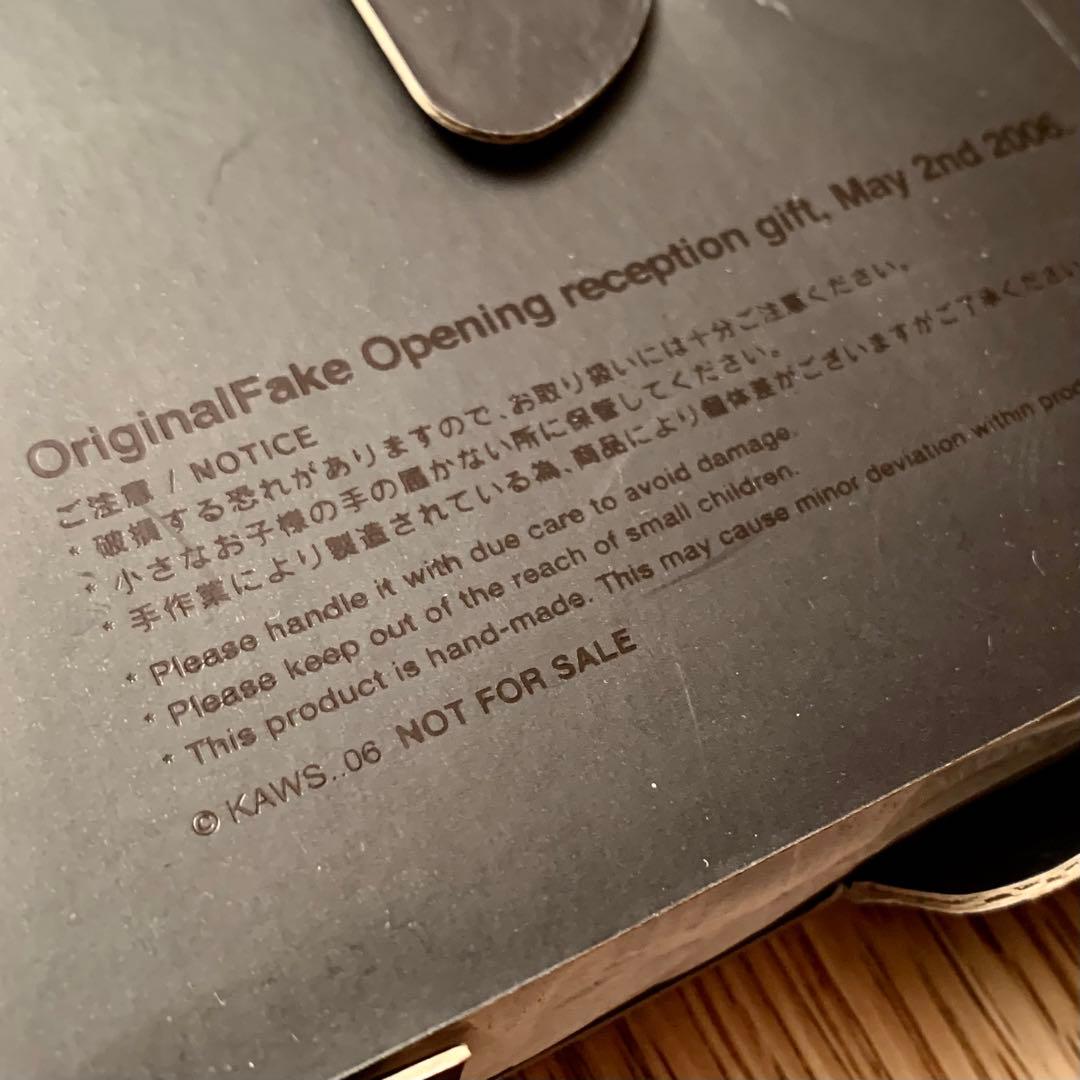 OriginalFake Opening reception gift, May 2nd 2006.
ご注意 / NOTICE
* 破損する恐れがありますので、お取り扱いには十分ご注意ください。
* 小さなお子様の手の届かない所に保管してください。
* 手作業により製造されている為、商品により個体差がございますがご了承ください
* Please handle it with due care to avoid damage.
* Please keep out of the reach of small children.
* This product is hand-made. This may cause minor deviation within
© KAWS..06 NOT FOR SALE